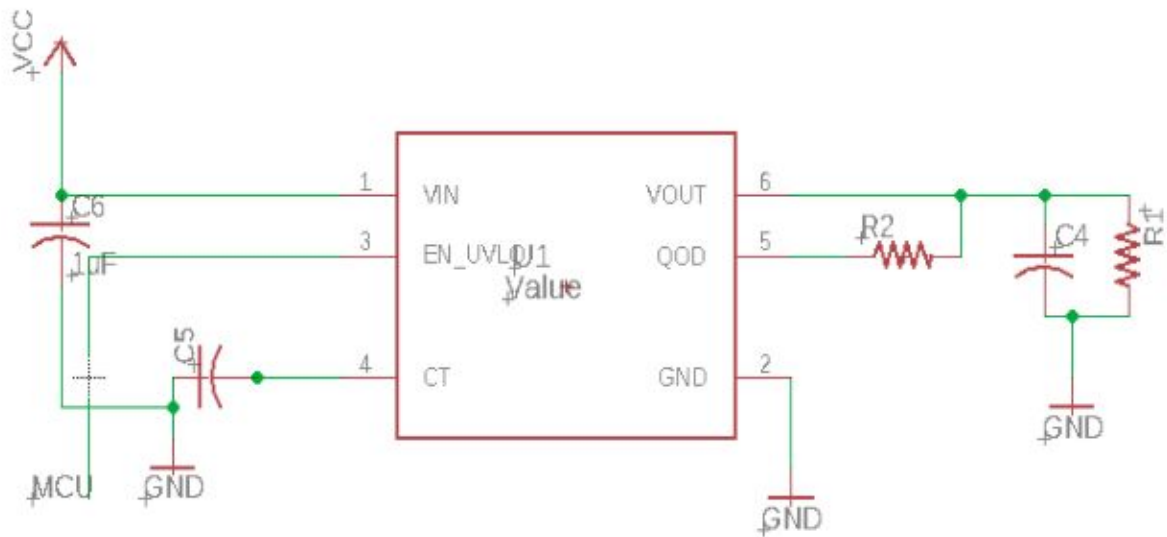 VCC
C6
1uF
1
VIN
3
EN_UVLO
U1
Value
C5
4
CT
MCU
GND
VOUT
6
QOD
5
R2
GND
2
GND
C4
R1
GND